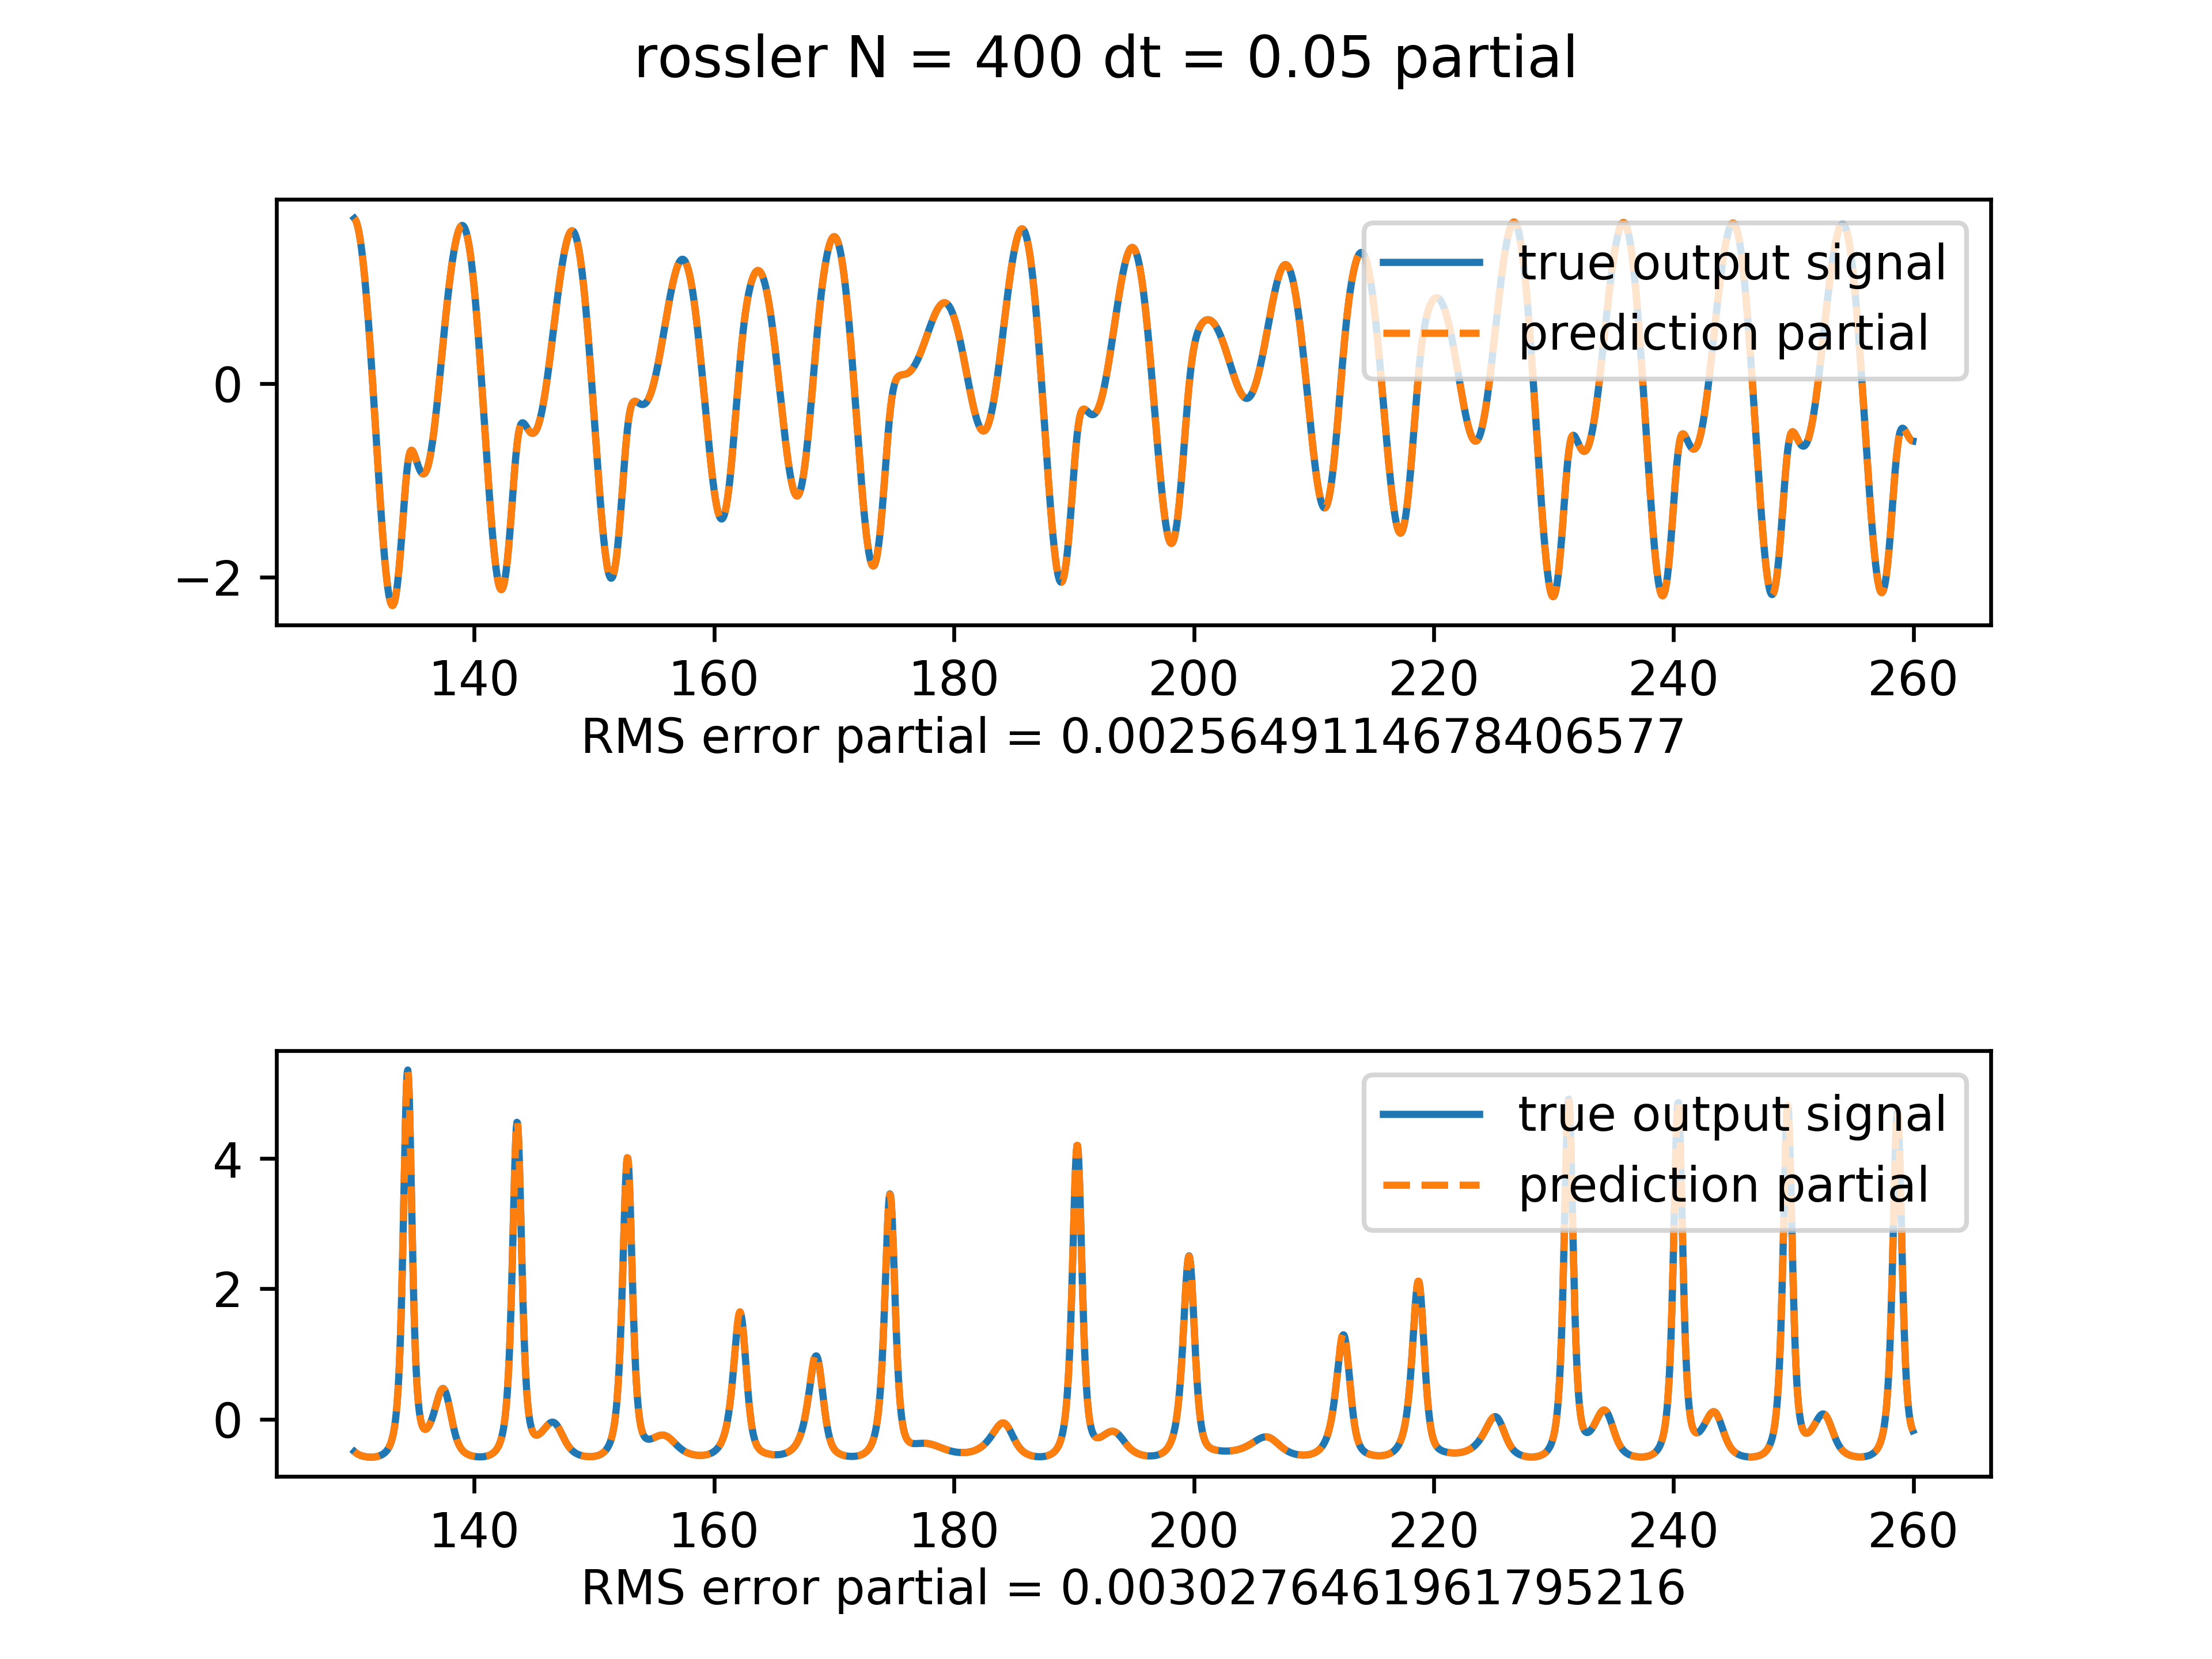 rossler N = 400 dt = 0.05 partial
true output signal
prediction partial
0
−2
140 160 180 200 220 240 260
RMS error partial = 0.0025649114678406577
true output signal
prediction partial
4
2
0
140 160 180 200 220 240 260
RMS error partial = 0.0030276461961795216